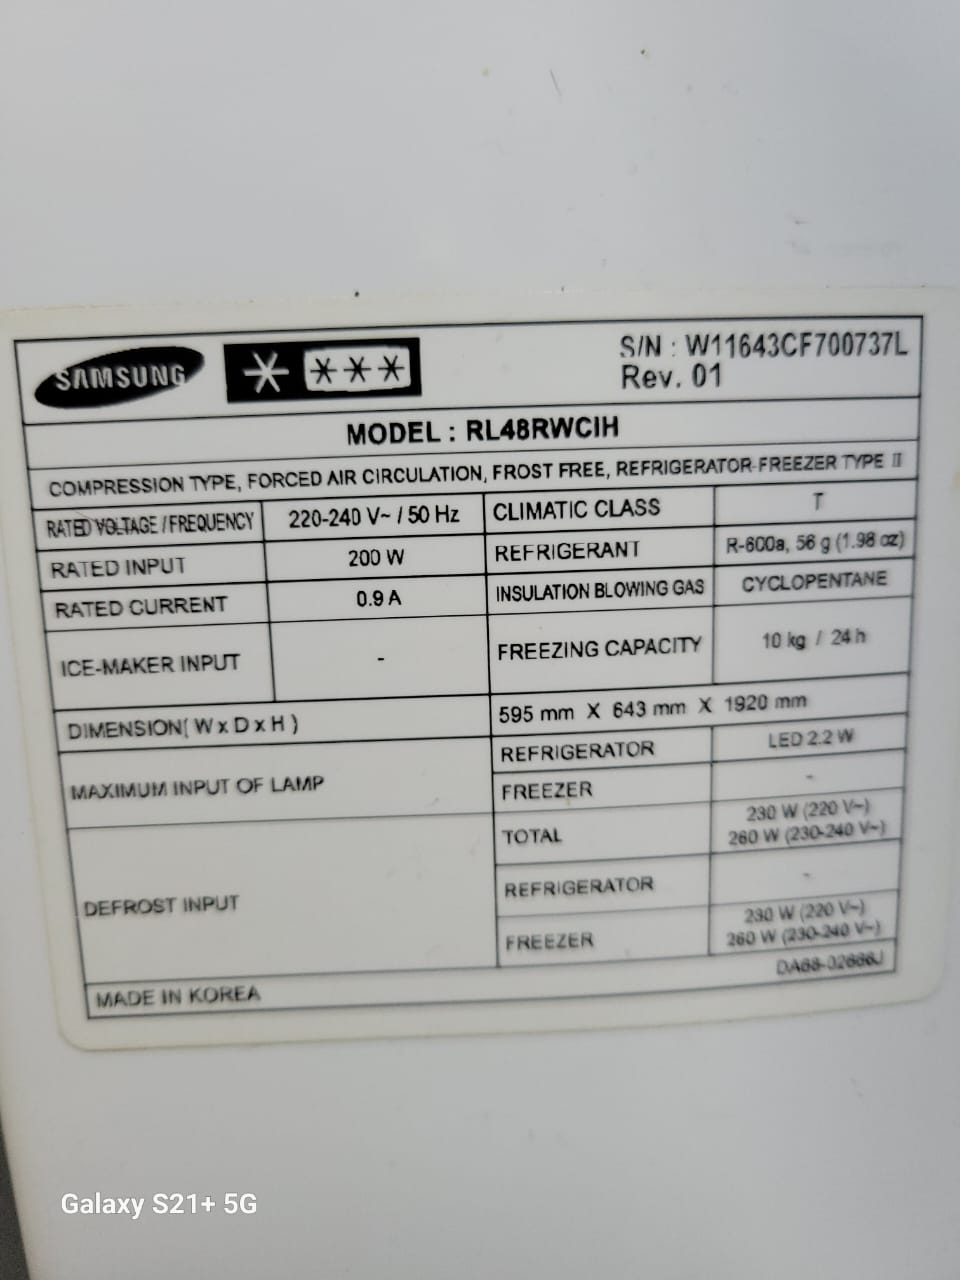 SAMSUNG
S/N : W11643CF700737L
Rev. 01
MODEL : RL48RWCIH
COMPRESSION TYPE, FORCED AIR CIRCULATION, FROST FREE, REFRIGERATOR-FREEZER TYPE II
RATED VOLTAGE / FREQUENCY 220-240 V~ / 50 Hz CLIMATIC CLASS T
RATED INPUT 200 W REFRIGERANT R-600a, 56 g (1.98 oz)
RATED CURRENT 0.9 A INSULATION BLOWING GAS CYCLOPENTANE
ICE-MAKER INPUT - FREEZING CAPACITY 10 kg / 24 h
DIMENSION( W x D x H ) 595 mm X 643 mm X 1920 mm
MAXIMUM INPUT OF LAMP REFRIGERATOR LED 2.2 W
FREEZER -
DEFROST INPUT TOTAL 230 W (220 V~)
260 W (230-240 V~)
REFRIGERATOR -
FREEZER 230 W (220 V~)
260 W (230-240 V~)
MADE IN KOREA
Galaxy S21+ 5G